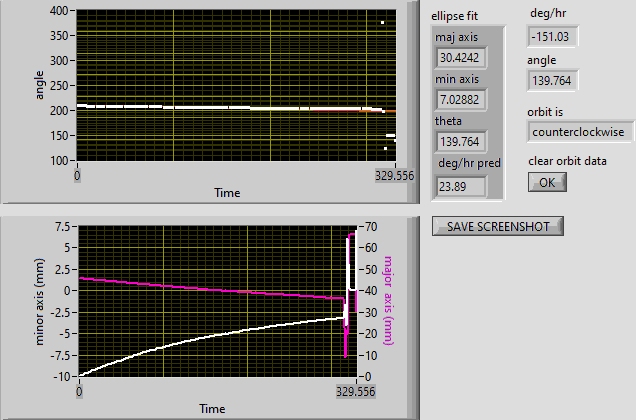 400
350
300
250
200
150
100
angle
0
329.556
Time
ellipse fit
maj axis
30.4242
min axis
7.02882
theta
139.764
deg/hr pred
23.89
deg/hr
-151.03
angle
139.764
orbit is
counterclockwise
clear orbit data
OK
SAVE SCREENSHOT
7.5
5
2.5
0
-2.5
-5
-7.5
-10
minor axis (mm)
70
60
50
40
30
20
10
0
major axis (mm)
0
329.556
Time